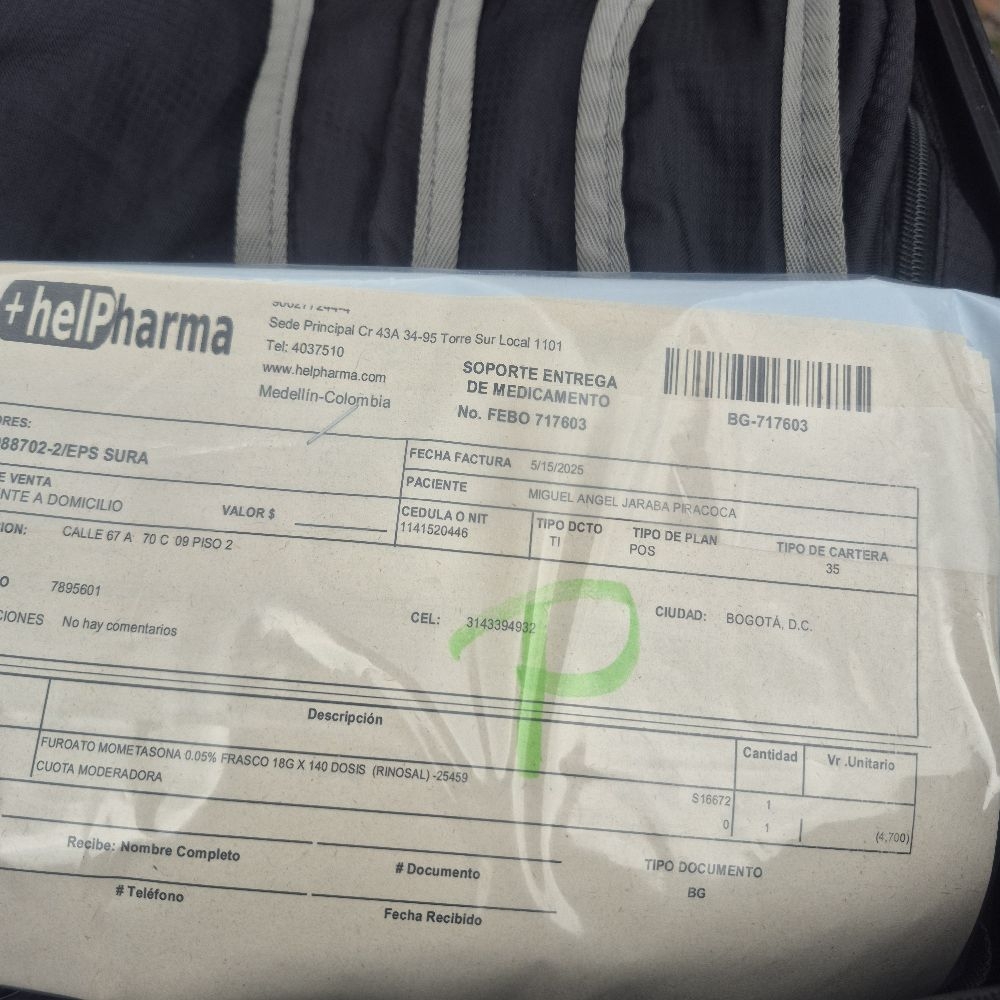 +helPharma
Sede Principal Cr 43A 34-95 Torre Sur Local 1101
Tel: 4037510
www.helpharma.com
Medellín-Colombia
SOPORTE ENTREGA
DE MEDICAMENTO
No. FEBO 717603
BG-717603
ORES:
88702-2/EPS SURA
FECHA FACTURA 5/15/2025
PACIENTE MIGUEL ANGEL JARABA PIRACOCA
E VENTA
NTE A DOMICILIO
VALOR $
CEDULA O NIT
1141520446
TIPO DCTO
TI
TIPO DE PLAN
POS
TIPO DE CARTERA
35
ION: CALLE 67 A 70 C 09 PISO 2
O 7895601
CEL: 3143394932
CIUDAD: BOGOTÁ, D.C.
CIONES No hay comentarios
P
Descripción Cantidad Vr .Unitario
FUROATO MOMETASONA 0.05% FRASCO 18G X 140 DOSIS (RINOSAL) -25459 S16672 1
CUOTA MODERADORA 0 1 (4,700)
Recibe: Nombre Completo
# Documento
TIPO DOCUMENTO
BG
# Teléfono
Fecha Recibido